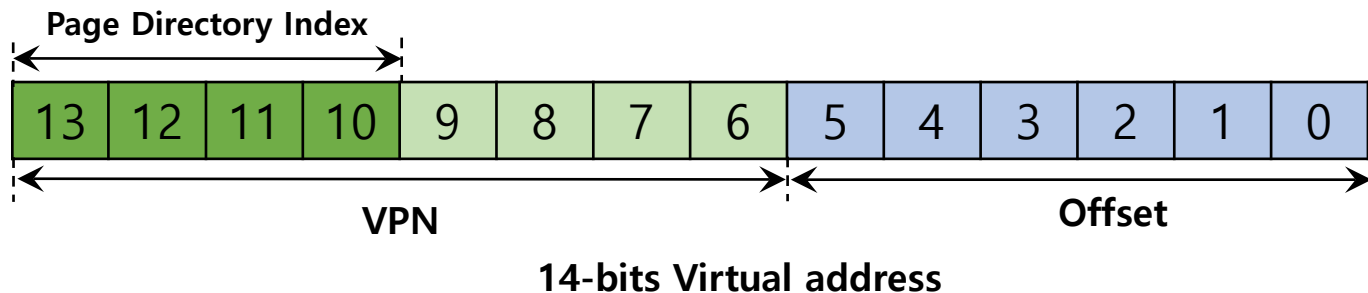 Page Directory Index
13 12 11 10 9 8 7 6 5 4 3 2 1 0
VPN
Offset
14-bits Virtual address